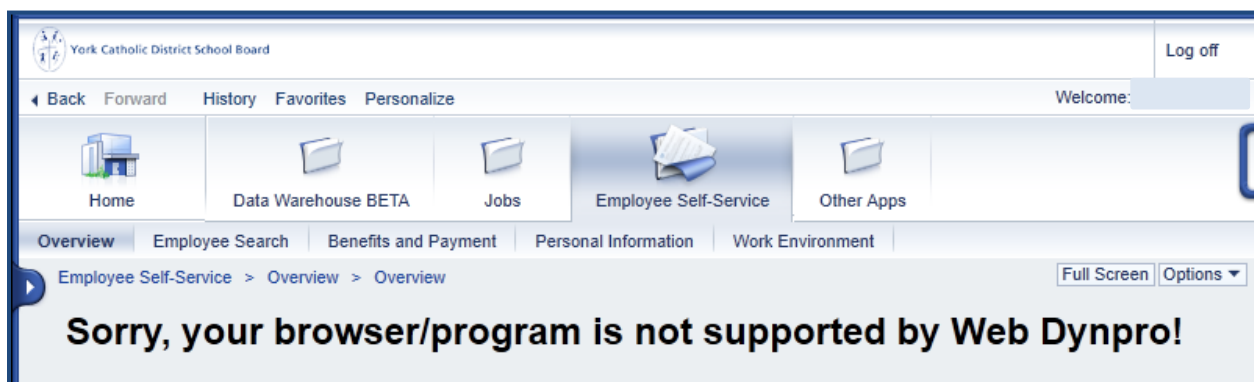 York Catholic District School Board
Log off
Back Forward History Favorites Personalize Welcome:
Home Data Warehouse BETA Jobs Employee Self-Service Other Apps
Overview Employee Search Benefits and Payment Personal Information Work Environment
Employee Self-Service > Overview > Overview Full Screen Options
Sorry, your browser/program is not supported by Web Dynpro!